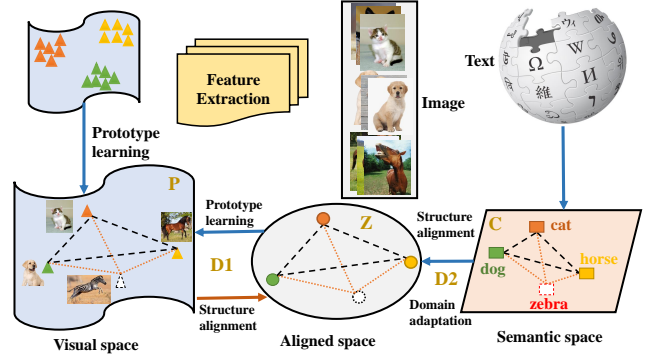 Feature
Extraction
Image
Text
Ω
W
И
維
Prototype
learning
P
Prototype
learning
D1
Structure
alignment
Z
Structure
alignment
D2
Domain
adaptation
C
cat
dog
horse
zebra
Visual space
Aligned space
Semantic space